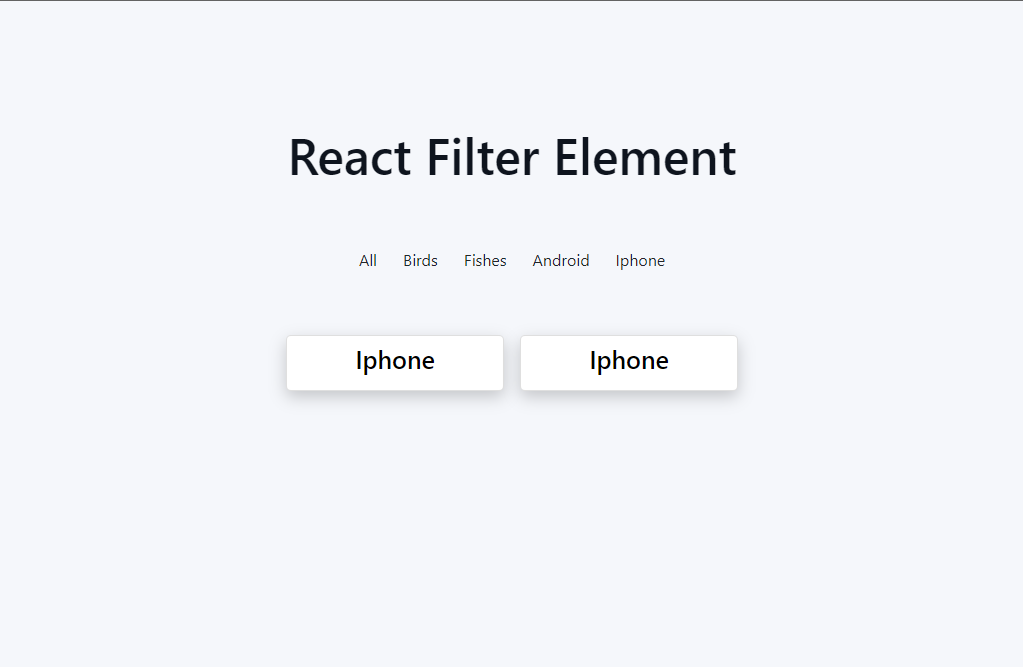 React Filter Element
All Birds Fishes Android Iphone
Iphone Iphone